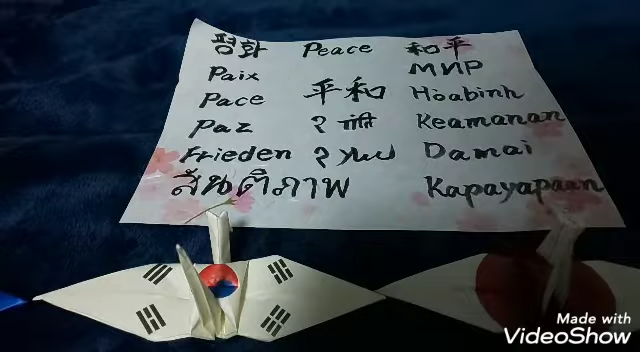 평화 Peace 和平
Paix МИР
Pace 平和 Hòabinh
Paz Keamanan
Frieden Damai
สันติภาพ Kapayapaan
Made with
VideoShow